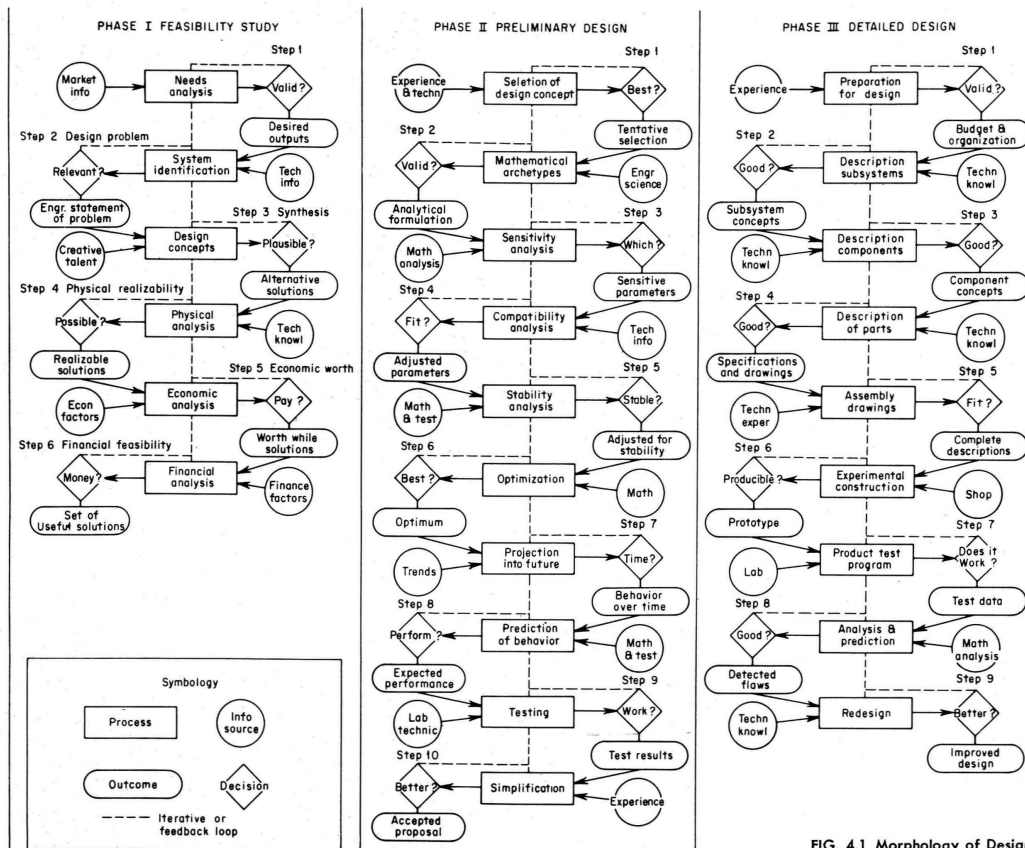 PHASE I FEASIBILITY STUDY
Step 1
Market
info
Needs
analysis
Valid?
Desired
outputs
Step 2 Design problem
Relevant?
System
identification
Tech
info
Engr. statement
of problem
Step 3 Synthesis
Creative
talent
Design
concepts
Plausible?
Alternative
solutions
Step 4 Physical realizability
Possible?
Physical
analysis
Tech
knowl
Realizable
solutions
Step 5 Economic worth
Econ
factors
Economic
analysis
Pay?
Worth while
solutions
Step 6 Financial feasibility
Money?
Financial
analysis
Finance
factors
Set of
Useful solutions
Symbology
Process
Info
source
Outcome
Decision
Iterative or
feedback loop
PHASE II PRELIMINARY DESIGN
Step 1
Experience
& techn
Seletion of
design concept
Best?
Tentative
selection
Step 2
Valid?
Mathematical
archetypes
Engr
science
Analytical
formulation
Step 3
Math
analysis
Sensitivity
analysis
Which?
Sensitive
parameters
Step 4
Fit?
Compatibility
analysis
Tech
info
Adjusted
parameters
Step 5
Math
& test
Stability
analysis
Stable?
Adjusted for
stability
Step 6
Best?
Optimization
Math
Optimum
Step 7
Trends
Projection
into future
Time?
Behavior
over time
Step 8
Perform?
Prediction
of behavior
Math
& test
Expected
performance
Step 9
Lab
technic
Testing
Work?
Test results
Step 10
Better?
Simplification
Experience
Accepted
proposal
PHASE III DETAILED DESIGN
Step 1
Experience
Preparation
for design
Valid?
Budget &
organization
Step 2
Good?
Description
subsystems
Techn
knowl
Subsystem
concepts
Step 3
Techn
knowl
Description
components
Good?
Component
concepts
Step 4
Good?
Description
of parts
Techn
knowl
Specifications
and drawings
Step 5
Techn
exper
Assembly
drawings
Fit?
Complete
descriptions
Step 6
Producible?
Experimental
construction
Shop
Prototype
Step 7
Lab
Product test
program
Does it
Work?
Test data
Step 8
Good?
Analysis &
prediction
Math
analysis
Detected
flaws
Step 9
Techn
knowl
Redesign
Better?
Improved
design
FIG. 4.1 Morphology of Design